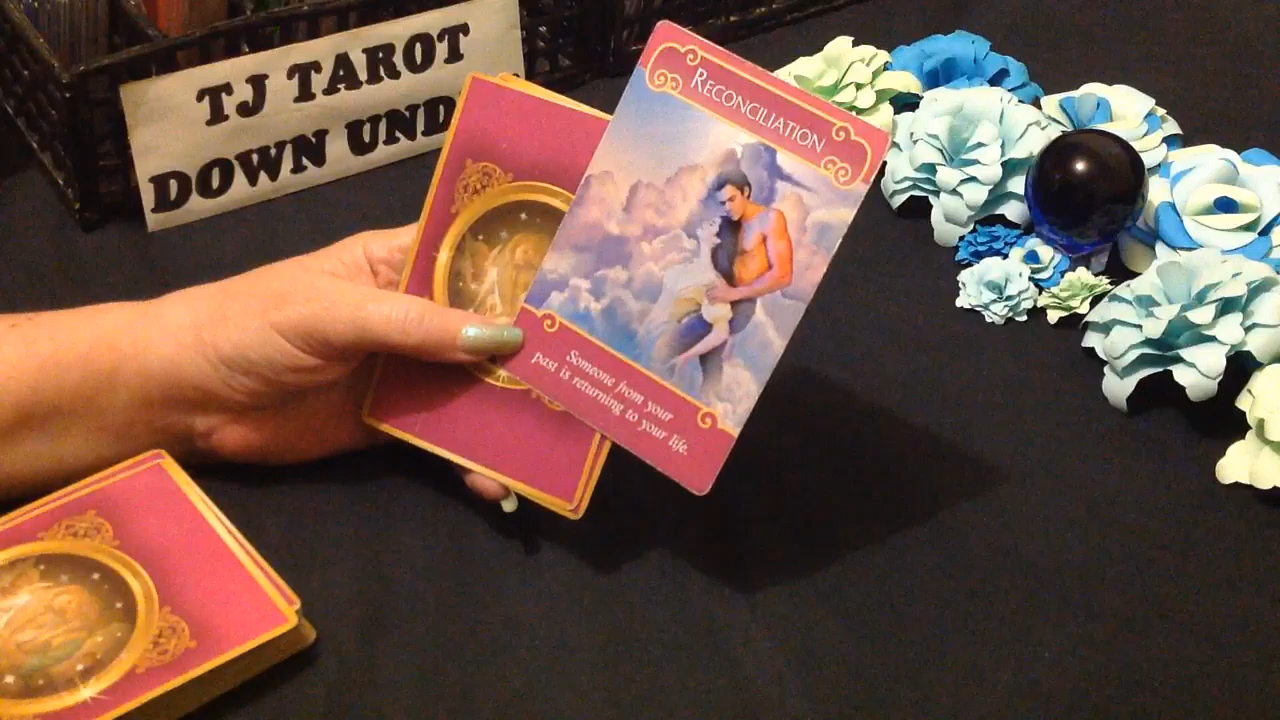 TJ TAROT
DOWN UND
RECONCILIATION
Someone from your
past is returning to your life.